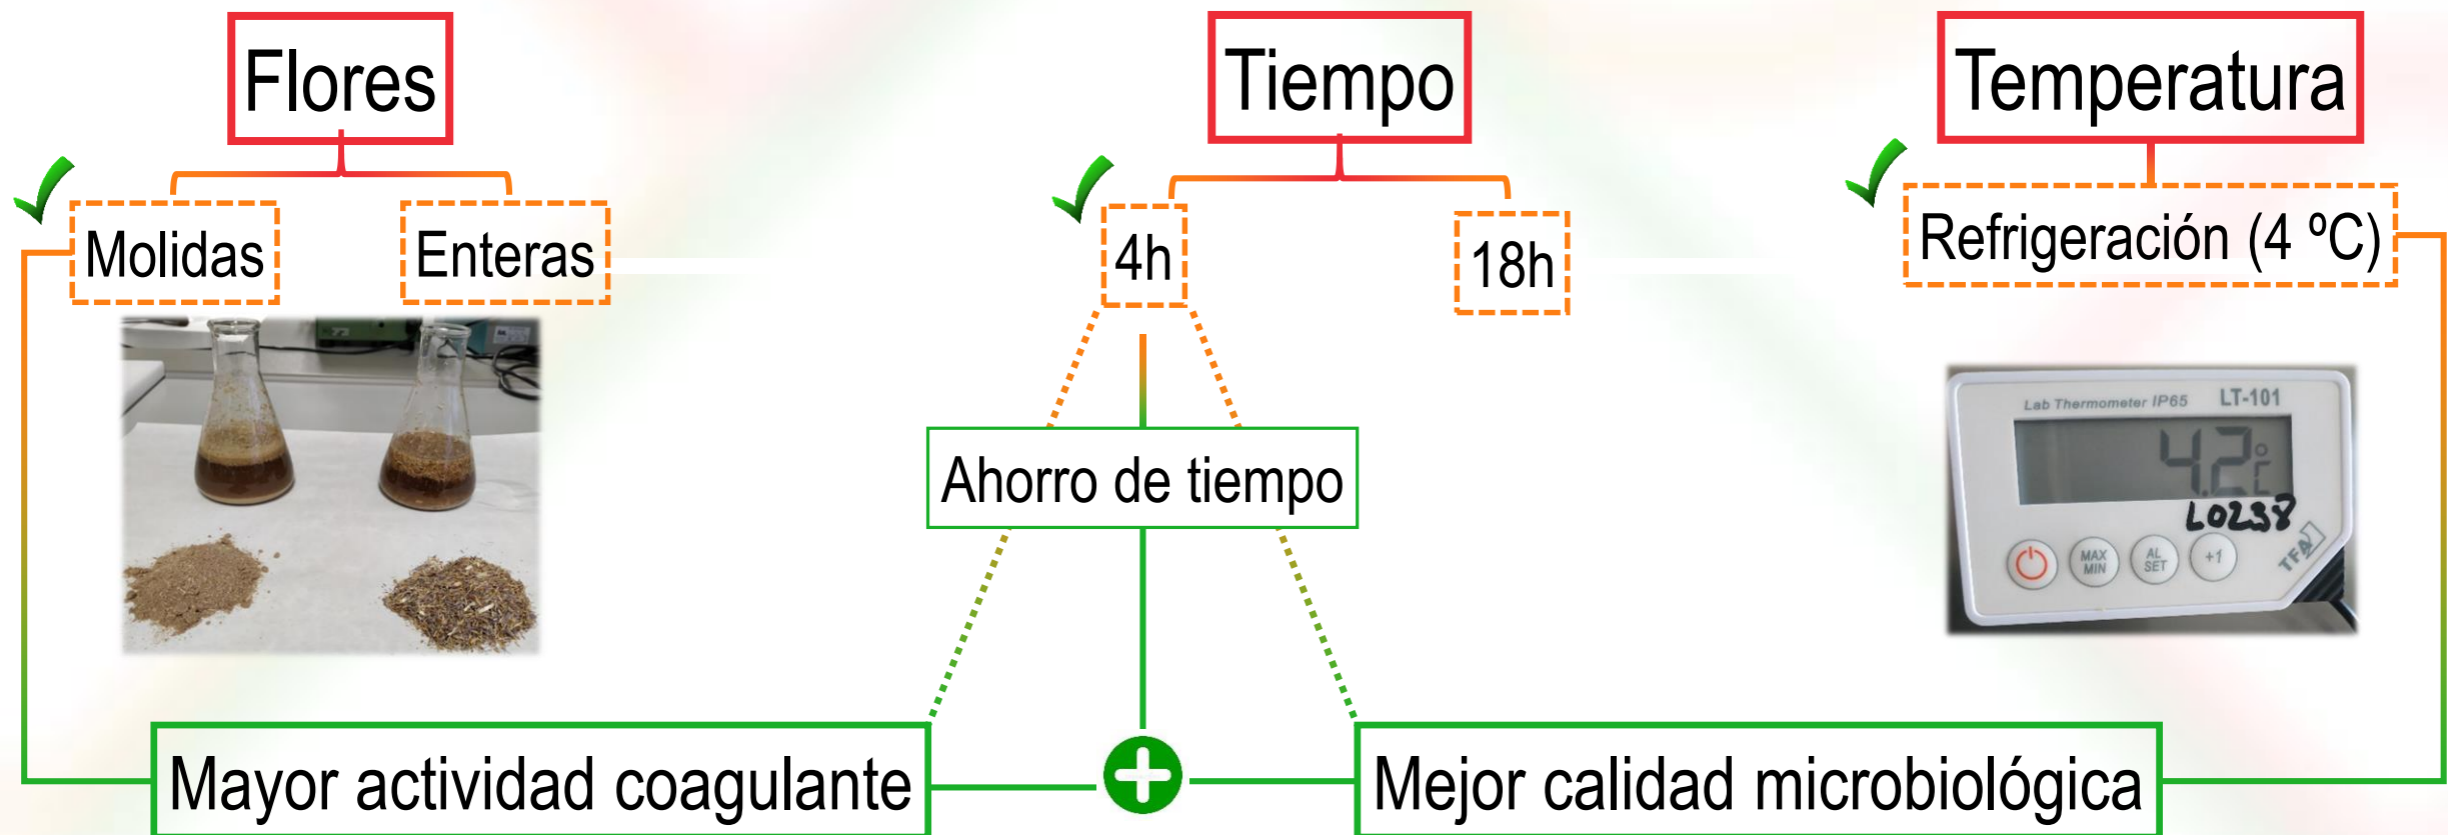 Flores
Tiempo
Temperatura
Molidas
Enteras
4h
18h
Refrigeración (4 ºC)
Lab Thermometer IP65 LT-101
4.2°C
L0238
MAX MIN
AL SET
+1
TFA
Ahorro de tiempo
Mayor actividad coagulante
Mejor calidad microbiológica